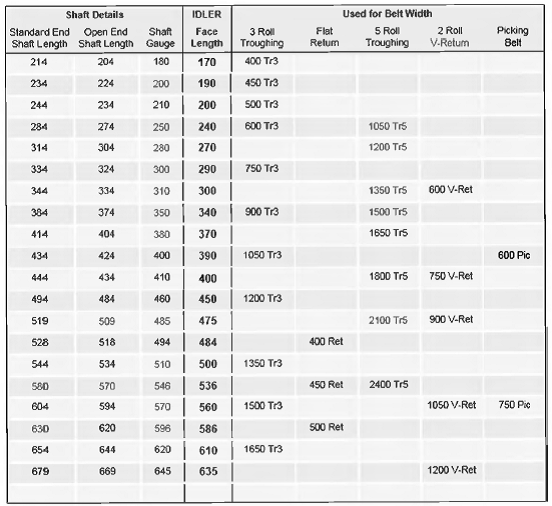 Shaft Details IDLER Used for Belt Width
Standard End Open End Shaft Face 3 Roll Flat 5 Roll 2 Roll Picking
Shaft Length Shaft Length Gauge Length Troughing Return Troughing V-Return Belt
214 204 180 170 400 Tr3
234 224 200 190 450 Tr3
244 234 210 200 500 Tr3
284 274 250 240 600 Tr3 1050 Tr5
314 304 280 270 1200 Tr5
334 324 300 290 750 Tr3
344 334 310 300 1350 Tr5 600 V-Ret
384 374 350 340 900 Tr3 1500 Tr5
414 404 380 370 1650 Tr5
434 424 400 390 1050 Tr3 600 Pic
444 434 410 400 1800 Tr5 750 V-Ret
494 484 460 450 1200 Tr3
519 509 485 475 2100 Tr5 900 V-Ret
528 518 494 484 400 Ret
544 534 510 500 1350 Tr3
580 570 546 536 450 Ret 2400 Tr5
604 594 570 560 1500 Tr3 1050 V-Ret 750 Pic
630 620 596 586 500 Ret
654 644 620 610 1650 Tr3
679 669 645 635 1200 V-Ret